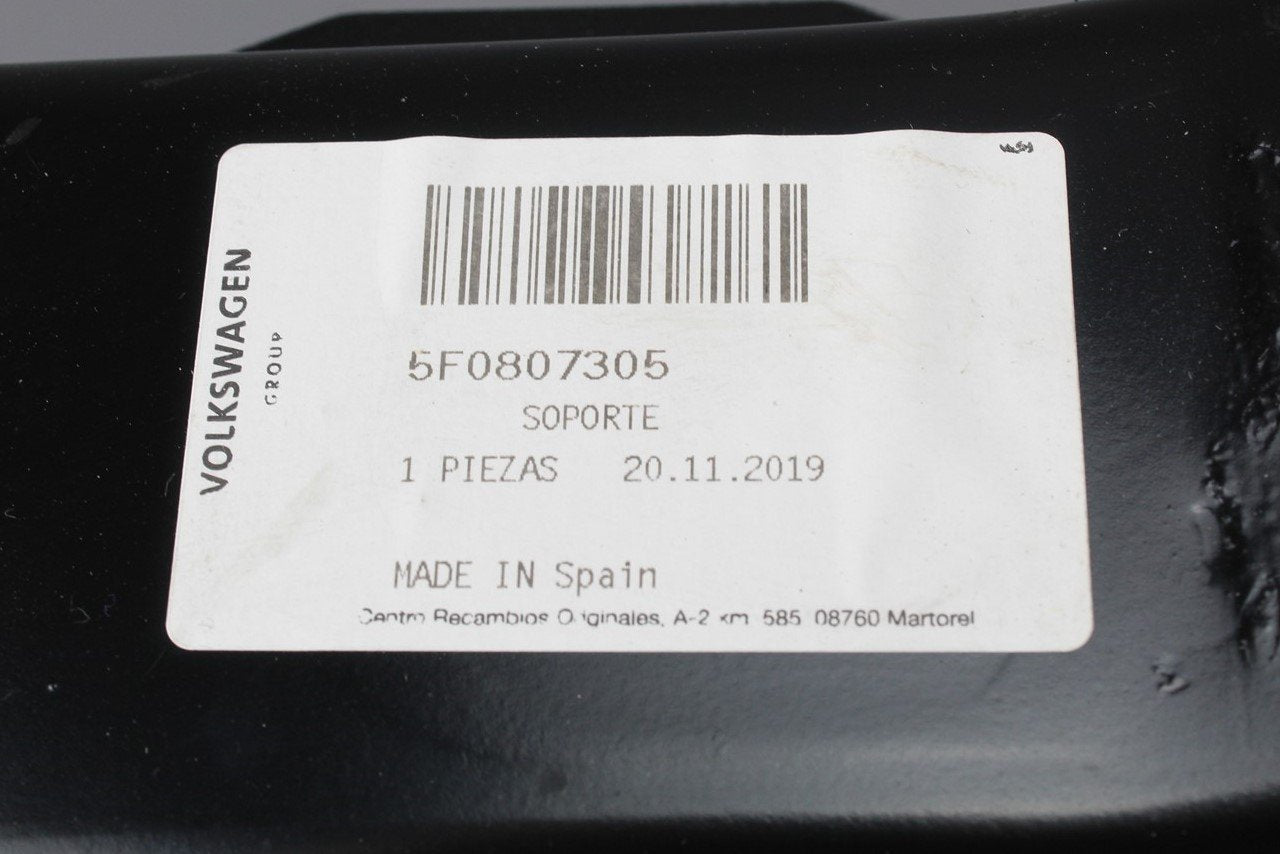 VOLKSWAGEN
GROUP
5F0807305
SOPORTE
1 PIEZAS 20.11.2019
MADE IN Spain
Centro Recambios Originales, A-2 km 585 08760 Martorel